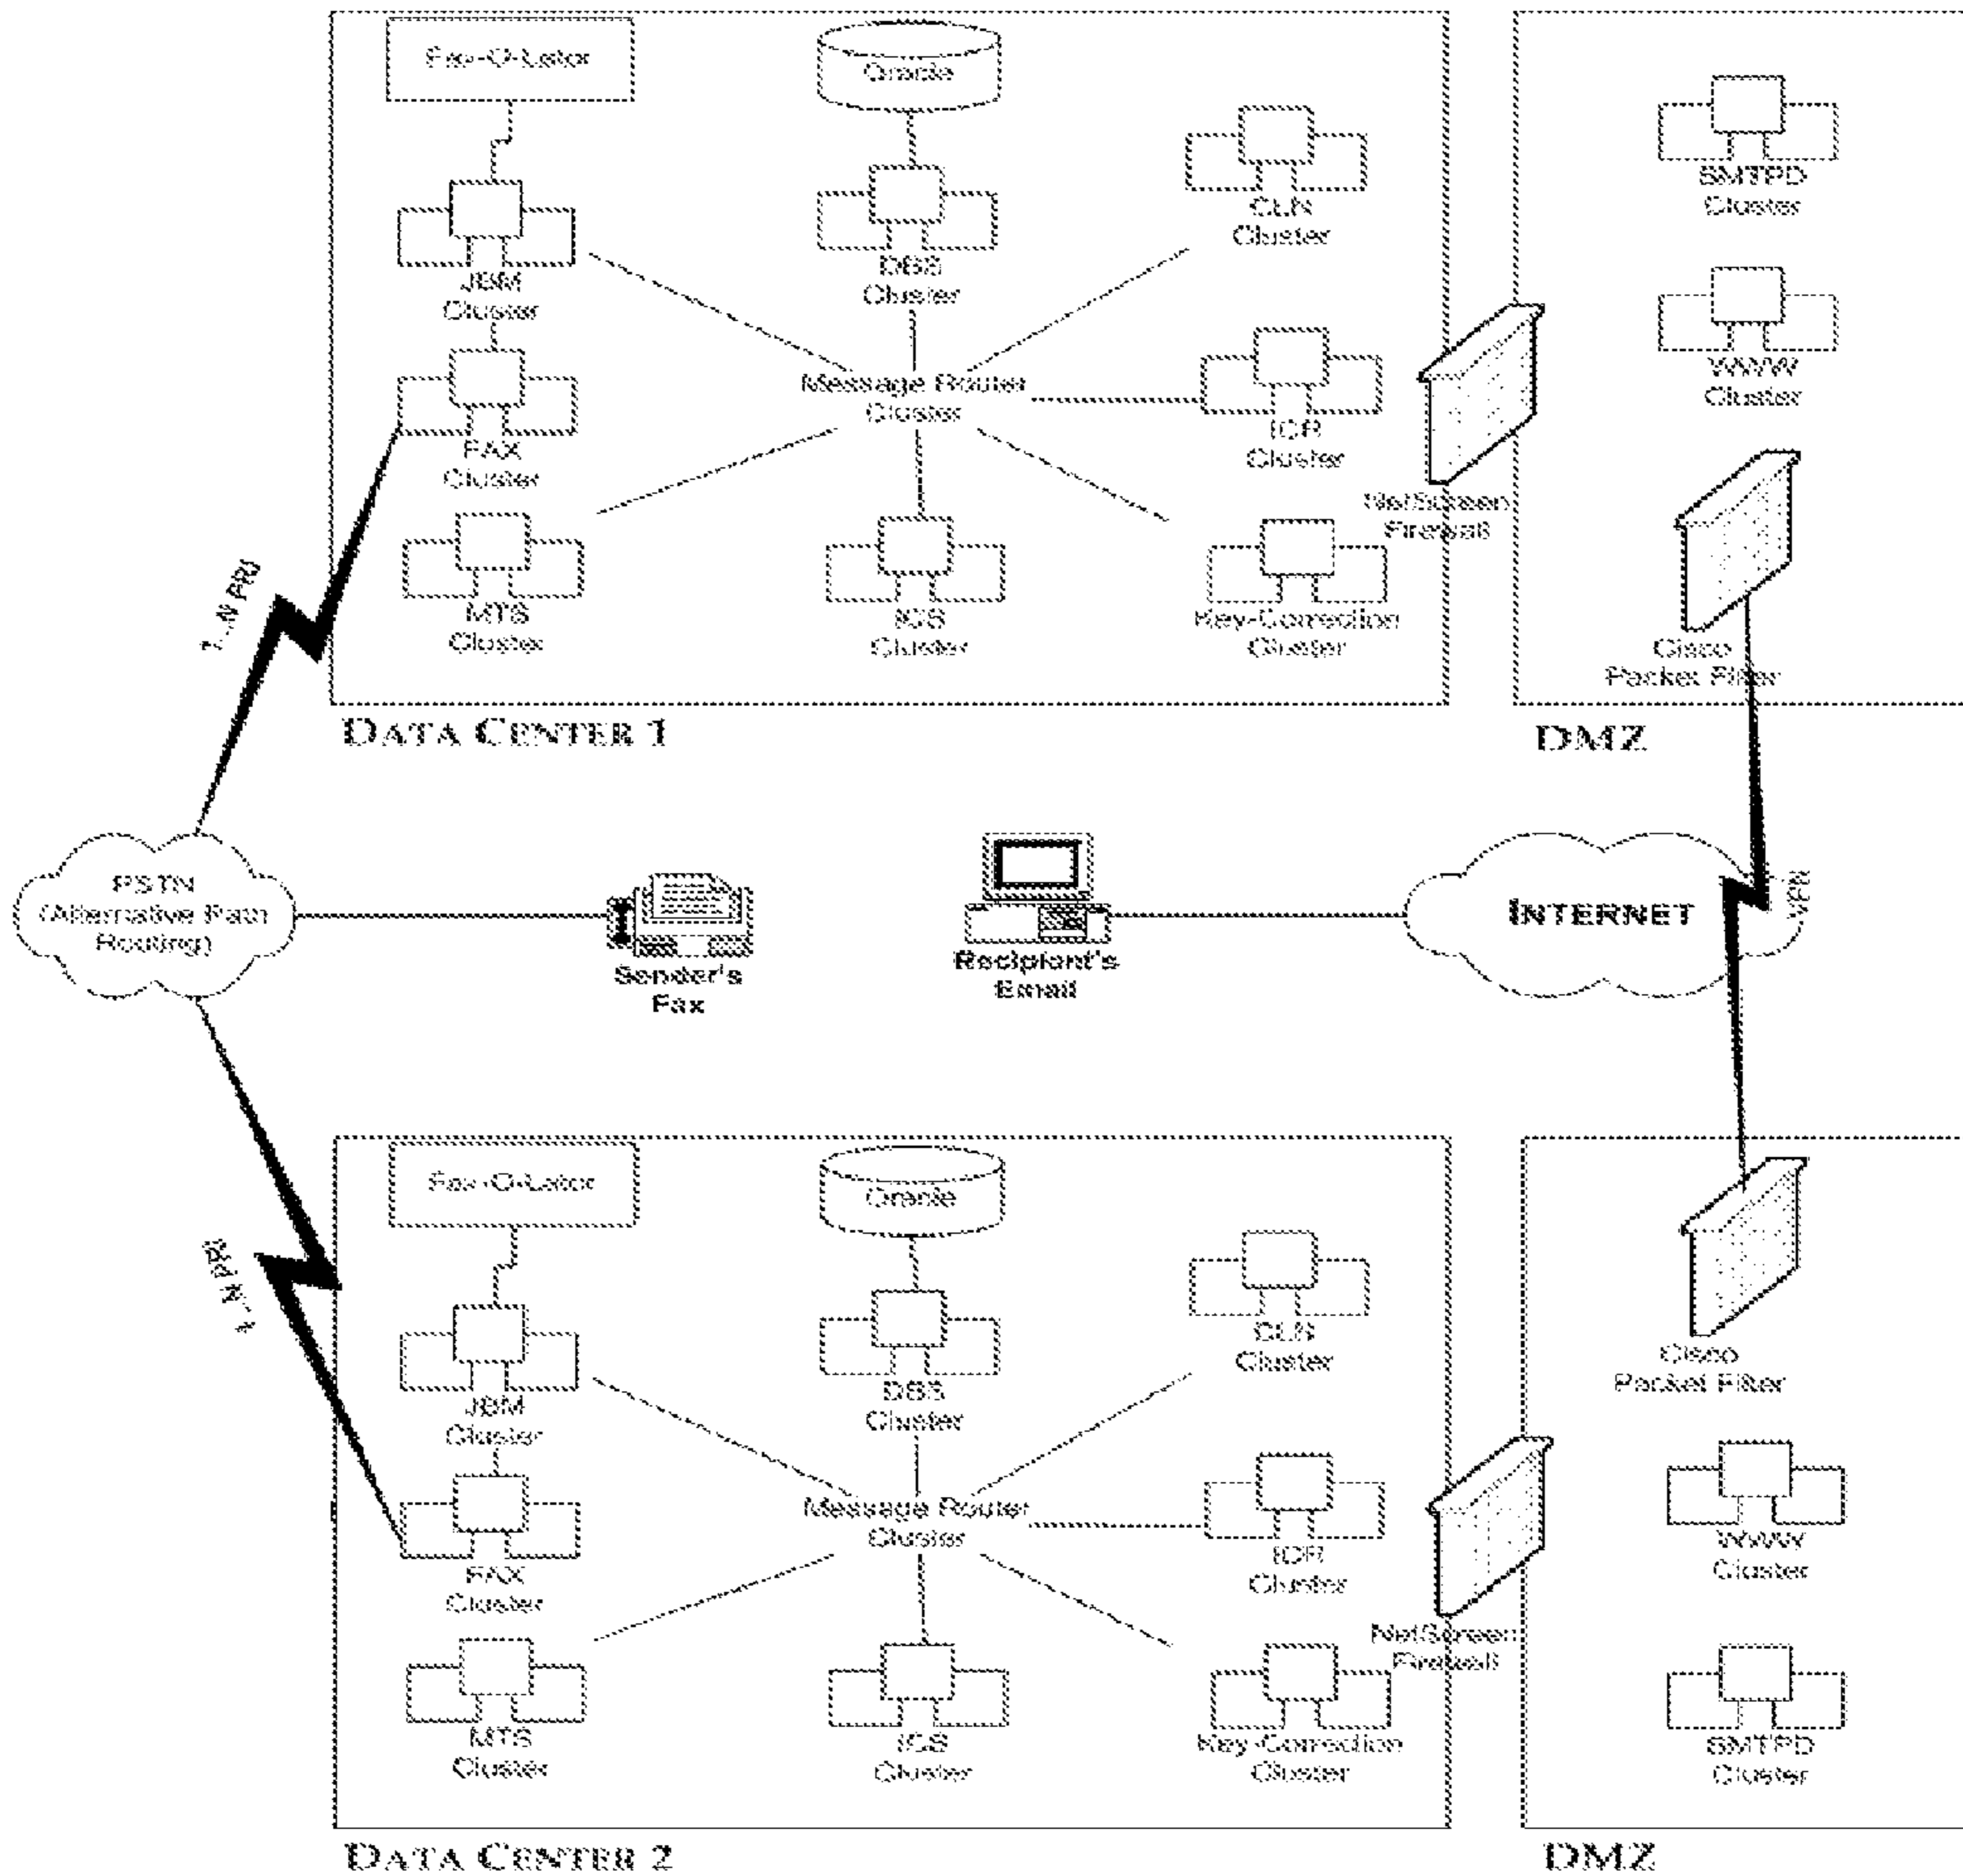 Fax-O-Lator
Oracle
SMTPD
Cluster
CLN
Cluster
JBM
Cluster
DBS
Cluster
WWW
Cluster
Message Router
Cluster
FAX
Cluster
ICR
Cluster
NetScreen
Firewall
MTS
Cluster
ICS
Cluster
Key-Correction
Cluster
Cisco
Packet Filter
1...N PRI
DATA CENTER 1
DMZ
PSTN
(Alternative Path
Routing)
Sender's
Fax
Recipient's
Email
INTERNET
VPN
Fax-O-Lator
Oracle
1...N PRI
CLN
Cluster
Cisco
Packet Filter
JBM
Cluster
DBS
Cluster
Message Router
Cluster
FAX
Cluster
ICR
Cluster
WWW
Cluster
NetScreen
Firewall
MTS
Cluster
ICS
Cluster
Key-Correction
Cluster
SMTPD
Cluster
DATA CENTER 2
DMZ